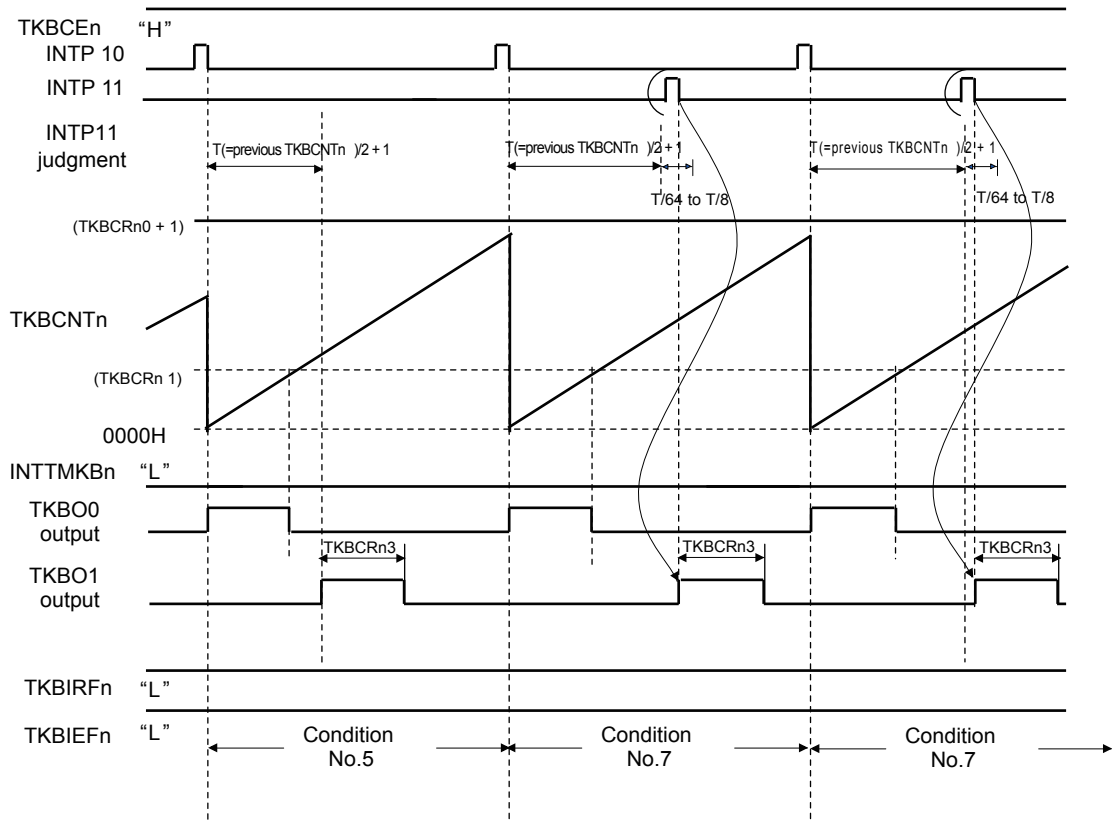 TKBCEn “H”
INTP 10
INTP 11
INTP11
judgment
T(=previous TKBCNTn )/2 + 1
T(=previous TKBCNTn )/2 + 1
T(=previous TKBCNTn )/2 + 1
T/64 to T/8
T/64 to T/8
(TKBCRn0 + 1)
TKBCNTn
(TKBCRn 1)
0000H
INTTMKBn “L”
TKBO0
output
TKBCRn3
TKBCRn3
TKBCRn3
TKBO1
output
TKBIRFn “L”
TKBIEFn “L”
Condition
No.5
Condition
No.7
Condition
No.7